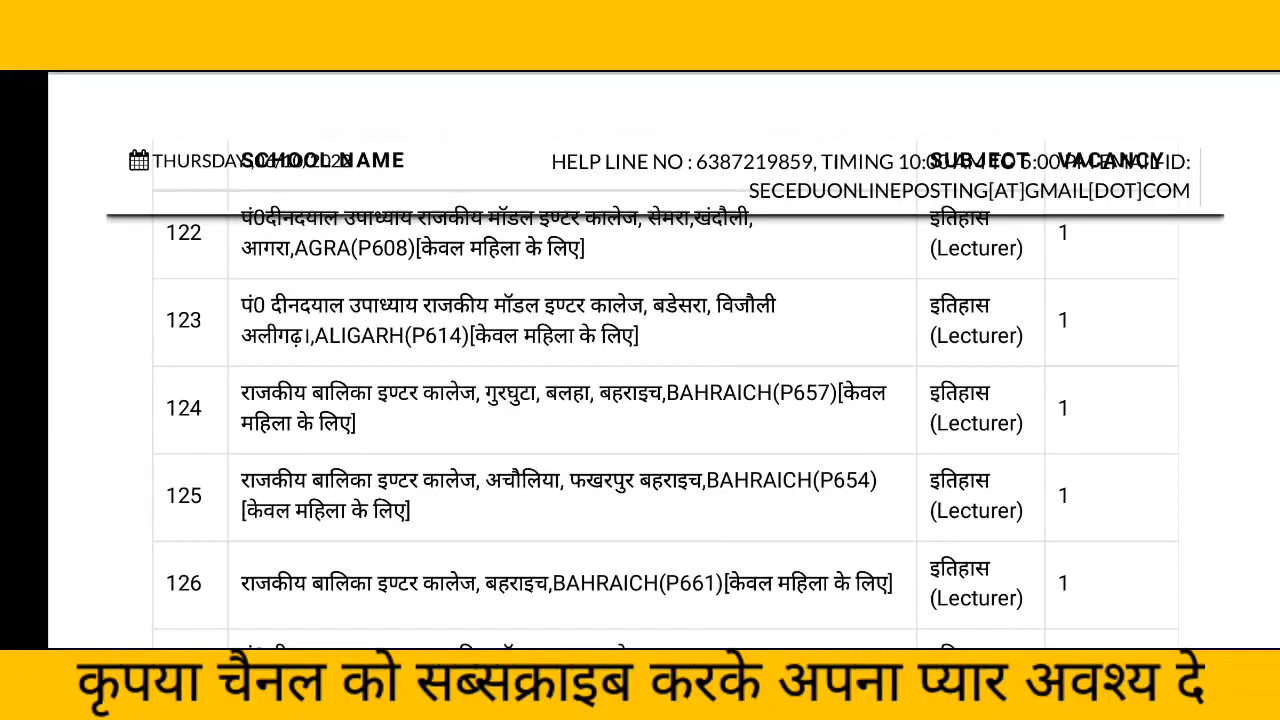 THURSDAY,
SCHOOL NAME
HELP LINE NO : 6387219859, TIMING 10:00 AM TO 5:00 PM EMAIL ID:
SECEDUONLINEPOSTING[AT]GMAIL[DOT]COM
SUBJECT
VACANCY
122
पं0दीनदयाल उपाध्याय राजकीय मॉडल इण्टर कालेज, सेमरा,खंदौली,
आगरा,AGRA(P608)[केवल महिला के लिए]
इतिहास
(Lecturer)
1
123
पं0 दीनदयाल उपाध्याय राजकीय मॉडल इण्टर कालेज, बडेसरा, विजौली
अलीगढ़।,ALIGARH(P614)[केवल महिला के लिए]
इतिहास
(Lecturer)
1
124
राजकीय बालिका इण्टर कालेज, गुरघुटा, बलहा, बहराइच,BAHRAICH(P657)[केवल
महिला के लिए]
इतिहास
(Lecturer)
1
125
राजकीय बालिका इण्टर कालेज, अचौलिया, फखरपुर बहराइच,BAHRAICH(P654)
[केवल महिला के लिए]
इतिहास
(Lecturer)
1
126
राजकीय बालिका इण्टर कालेज, बहराइच,BAHRAICH(P661)[केवल महिला के लिए]
इतिहास
(Lecturer)
1
कृपया चैनल को सब्सक्राइब करके अपना प्यार अवश्य दे